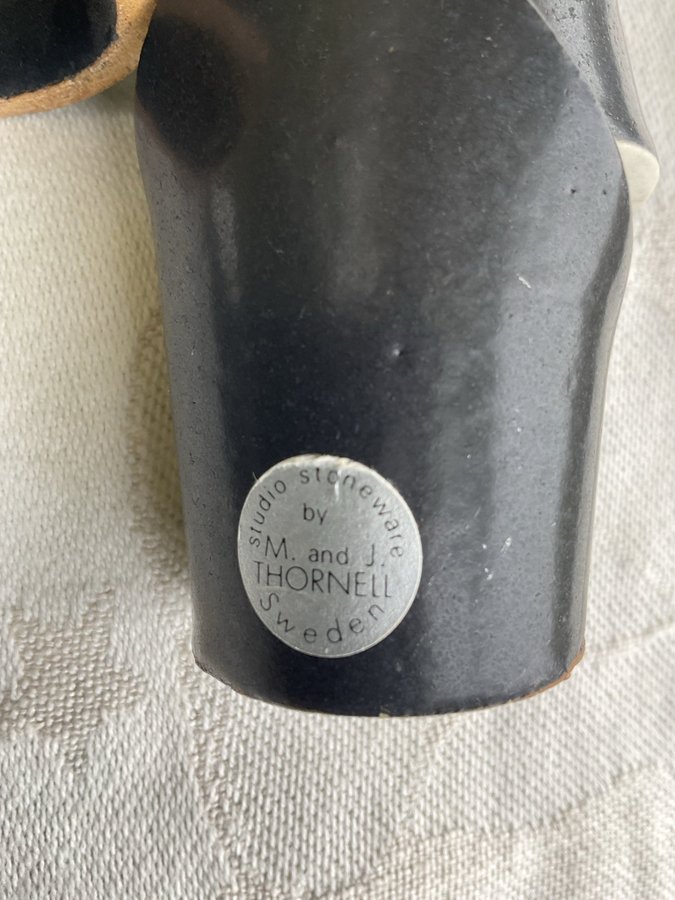 studio stoneware
by
M. and J.
THORNELL
Sweden